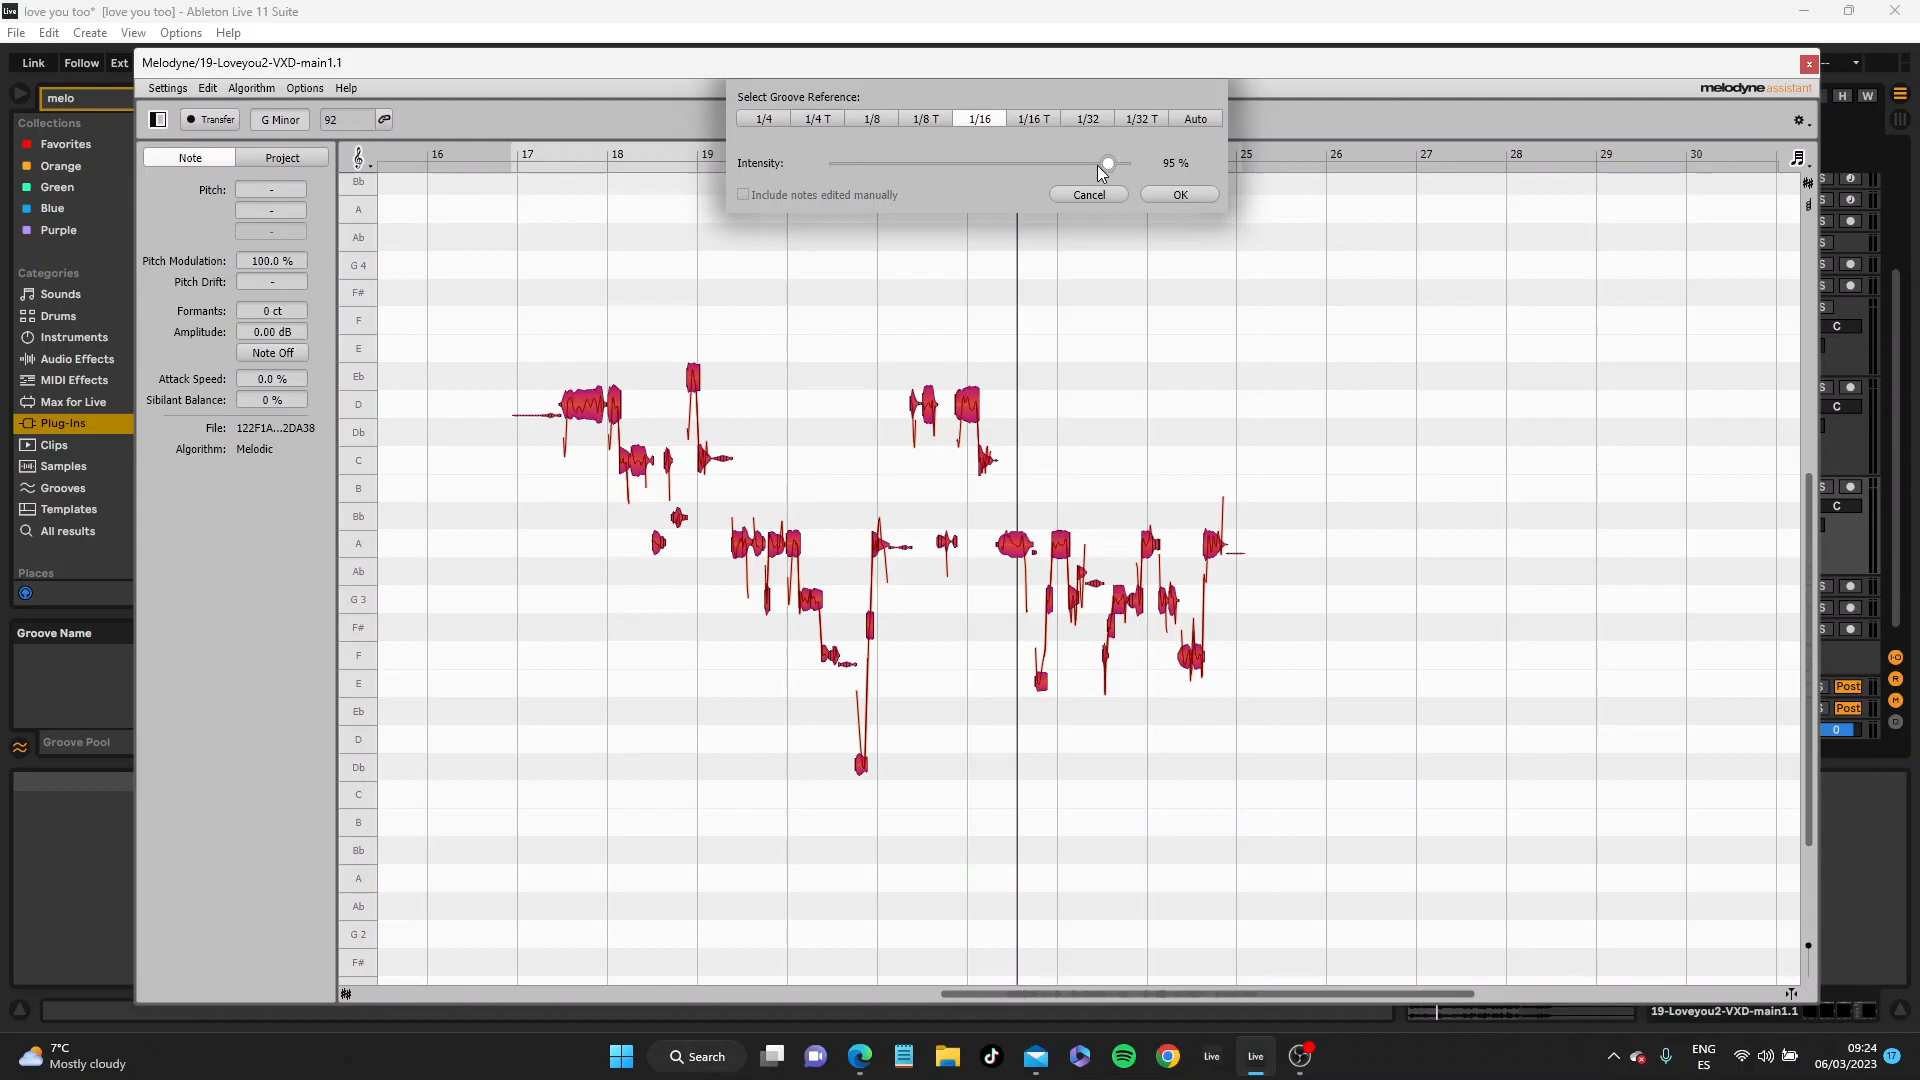 Live love you too* [love you too] - Ableton Live 11 Suite
File Edit Create View Options Help
Link Follow Ext
Melodyne/19-Loveyou2-VXD-main1.1
Settings Edit Algorithm Options Help
melodyne assistant
melo
Transfer
G Minor
92
H W
Select Groove Reference:
1/4 1/4 T 1/8 1/8 T 1/16 1/16 T 1/32 1/32 T Auto
Intensity: 95 %
Include notes edited manually
Cancel OK
Collections
Favorites
Orange
Green
Blue
Purple
Categories
Sounds
Drums
Instruments
Audio Effects
MIDI Effects
Max for Live
Plug-Ins
Clips
Samples
Grooves
Templates
All results
Places
Groove Name
Groove Pool
Note Project
Pitch: -
-
-
Pitch Modulation: 100.0 %
Pitch Drift: -
Formants: 0 ct
Amplitude: 0.00 dB
Note Off
Attack Speed: 0.0 %
Sibilant Balance: 0 %
File: 122F1A...2DA38
Algorithm: Melodic
16 17 18 19 25 26 27 28 29 30
Bb
A
Ab
G 4
F#
F
E
Eb
D
Db
C
B
Bb
A
Ab
G 3
F#
F
E
Eb
D
Db
C
B
Bb
A
Ab
G 2
F#
S
S
S
S
S
S
S
C
S
C
S
C
S
S
S
I·O
R
M
D
S Post
S Post
0
19-Loveyou2-VXD-main1.1
7°C
Mostly cloudy
Search
Live
Live
ENG
ES
09:24
06/03/2023
17